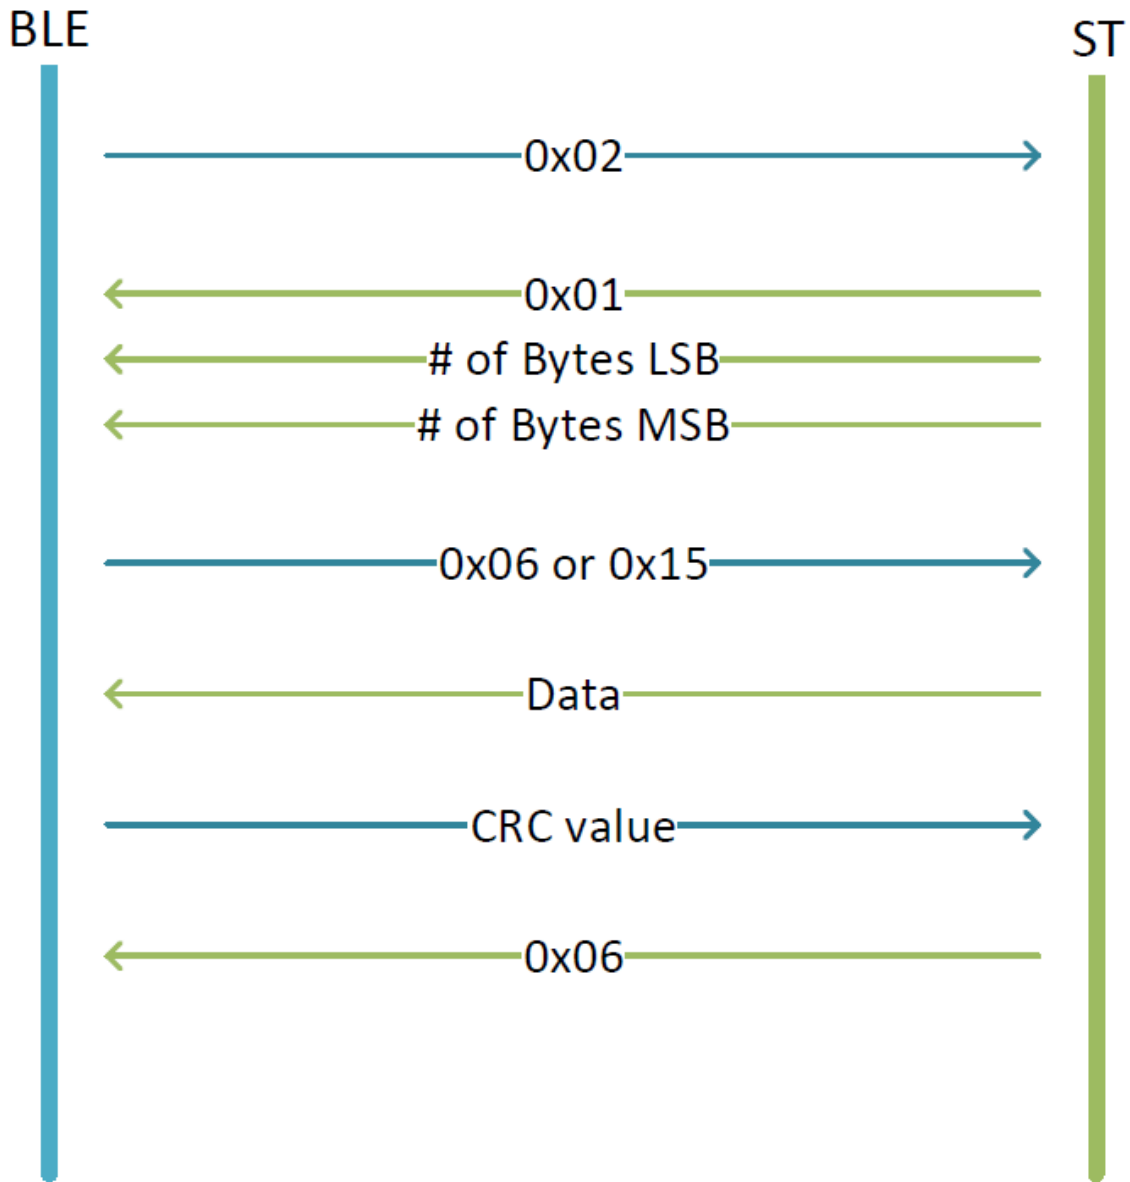 BLE
ST
0x02
0x01
# of Bytes LSB
# of Bytes MSB
0x06 or 0x15
Data
CRC value
0x06